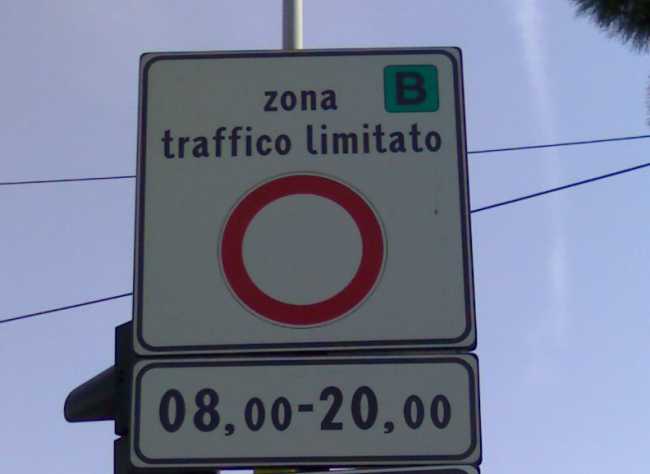 B
zona
traffico limitato
08,00-20,00